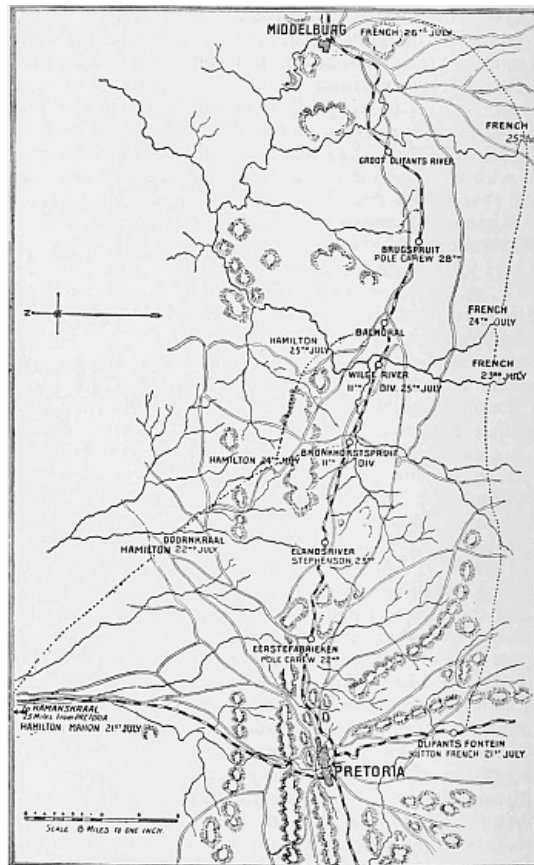 MIDDELBURG
FRENCH 26TH JULY
FRENCH
GROOT OLIFANTS RIVER
BRUGSPRUIT
POLE CAREW 28TH
FRENCH
24TH JULY
BALMORAL
HAMILTON
25TH JULY
FRENCH
23RD JULY
WILGE RIVER
11TH DIV. 25TH JULY
BRONKHORSTSPRUIT
11TH DIV
HAMILTON 24TH JULY
DOORNKRAAL
HAMILTON 22ND JULY
ELANDSRIVER
STEPHENSON 23RD
EERSTEFABRIEKEN
POLE CAREW 22ND
To HAMANSKRAAL
25 Miles from PRETORIA
HAMILTON MAHON 21ST JULY
OLIFANTS FONTEIN
HUTTON FRENCH 21ST JULY
PRETORIA
SCALE 8 MILES TO ONE INCH.